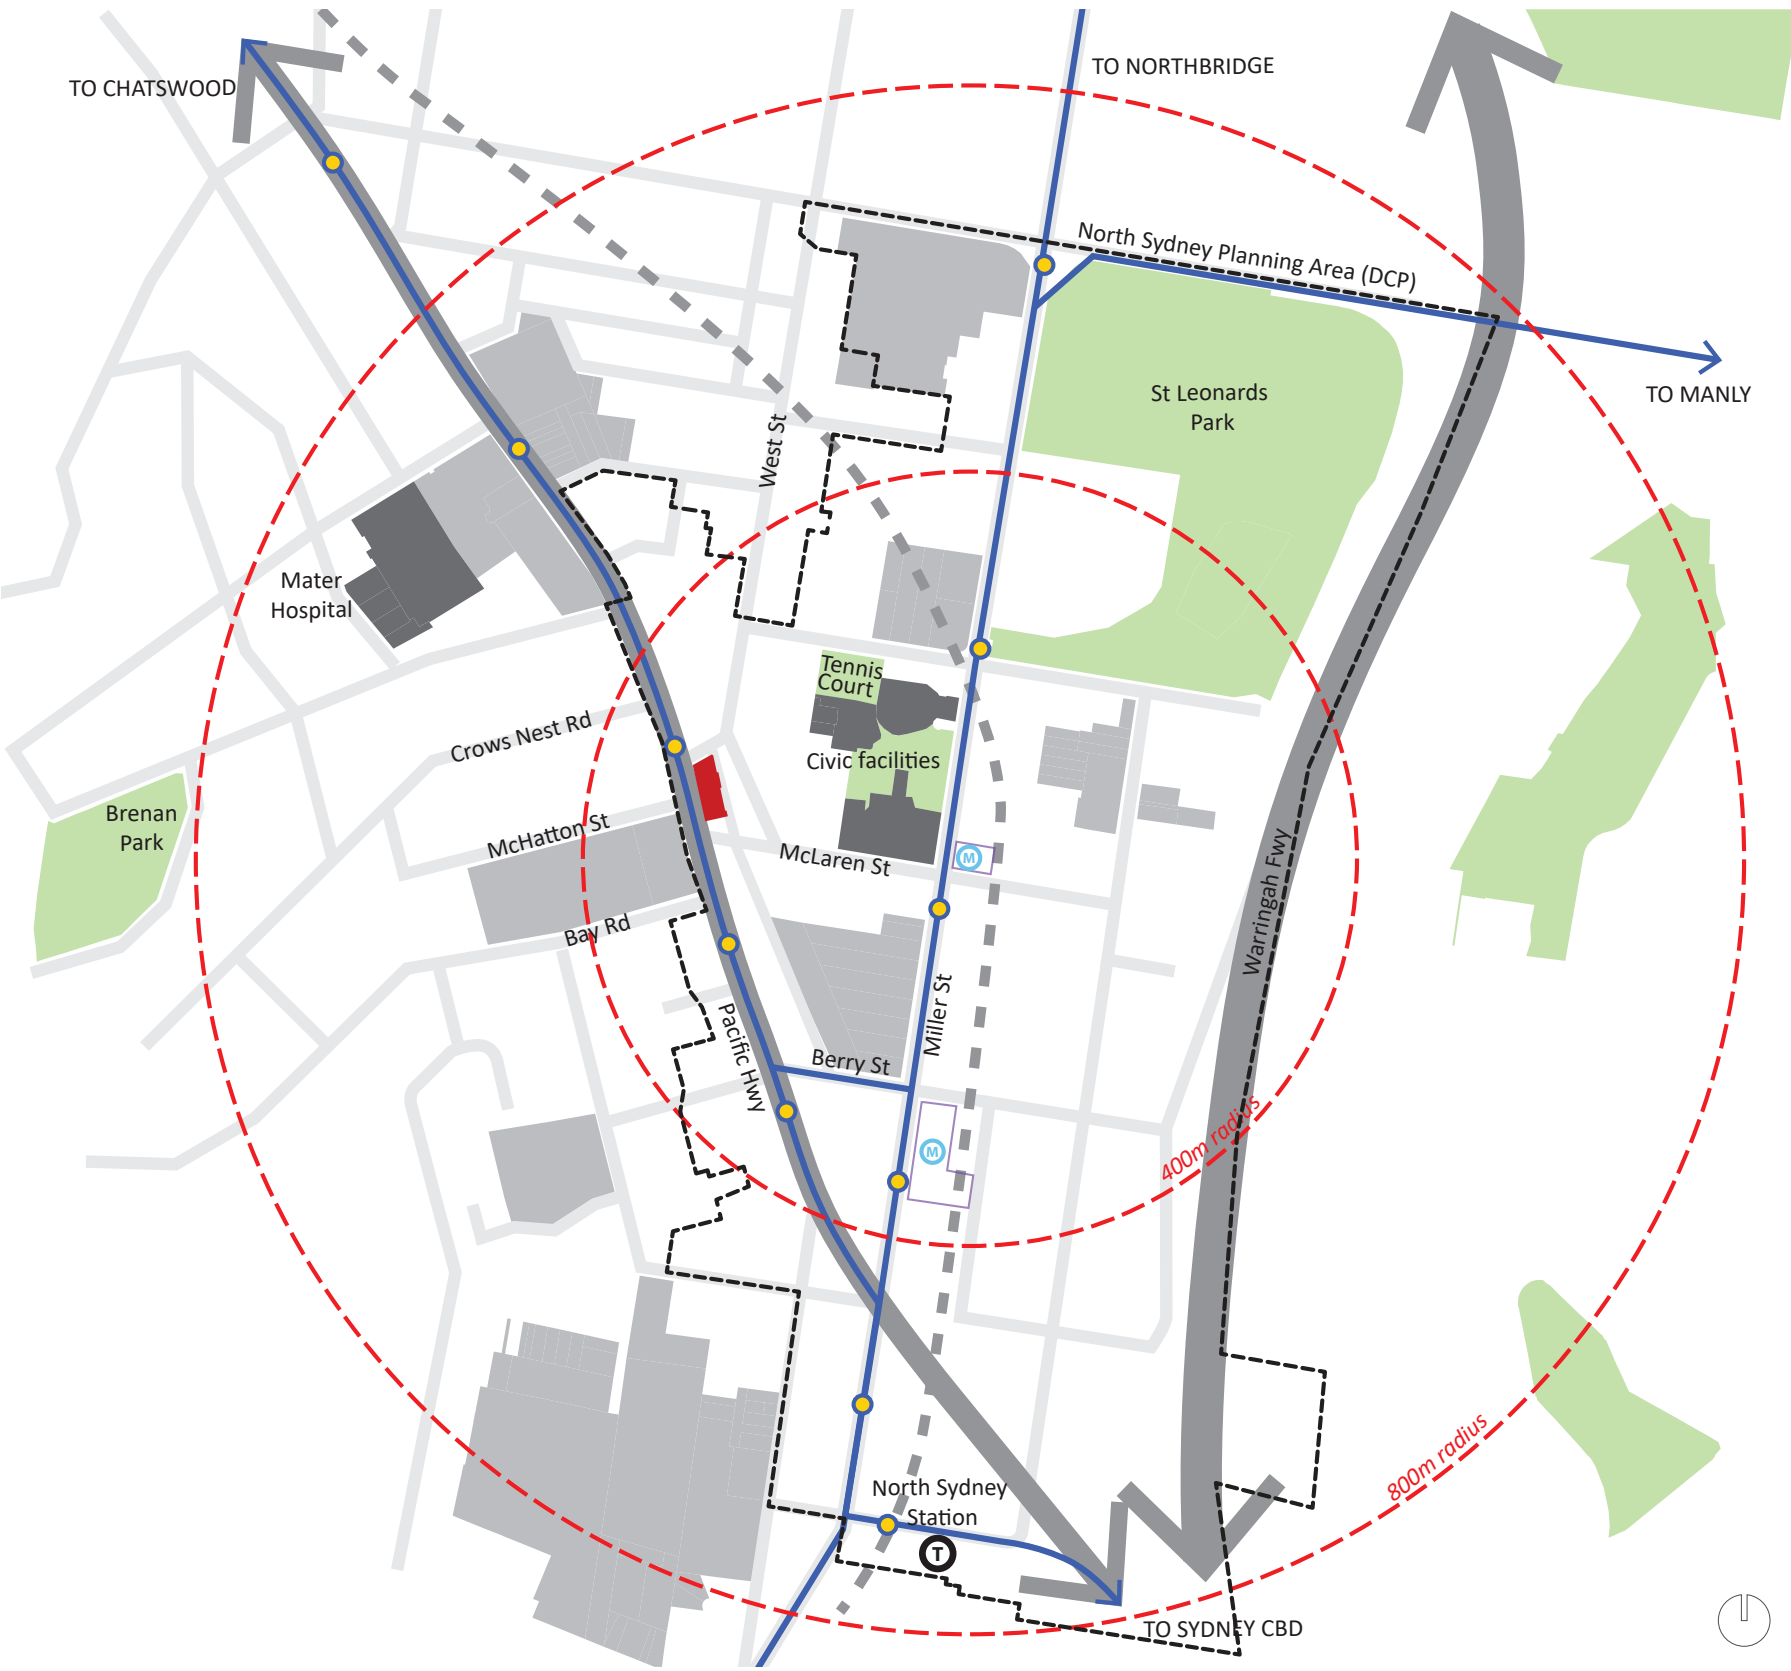 TO NORTHBRIDGE
TO CHATSWOOD
North Sydney Planning Area (DCP)
TO MANLY
St Leonards
Park
West St
Mater
Hospital
Tennis
Court
Crows Nest Rd
Civic facilities
Brenan
Park
McHatton St
McLaren St
M
Warringah Fwy
Bay Rd
Miller St
Pacific Hwy
Berry St
M
400m radius
800m radius
North Sydney
Station
T
TO SYDNEY CBD